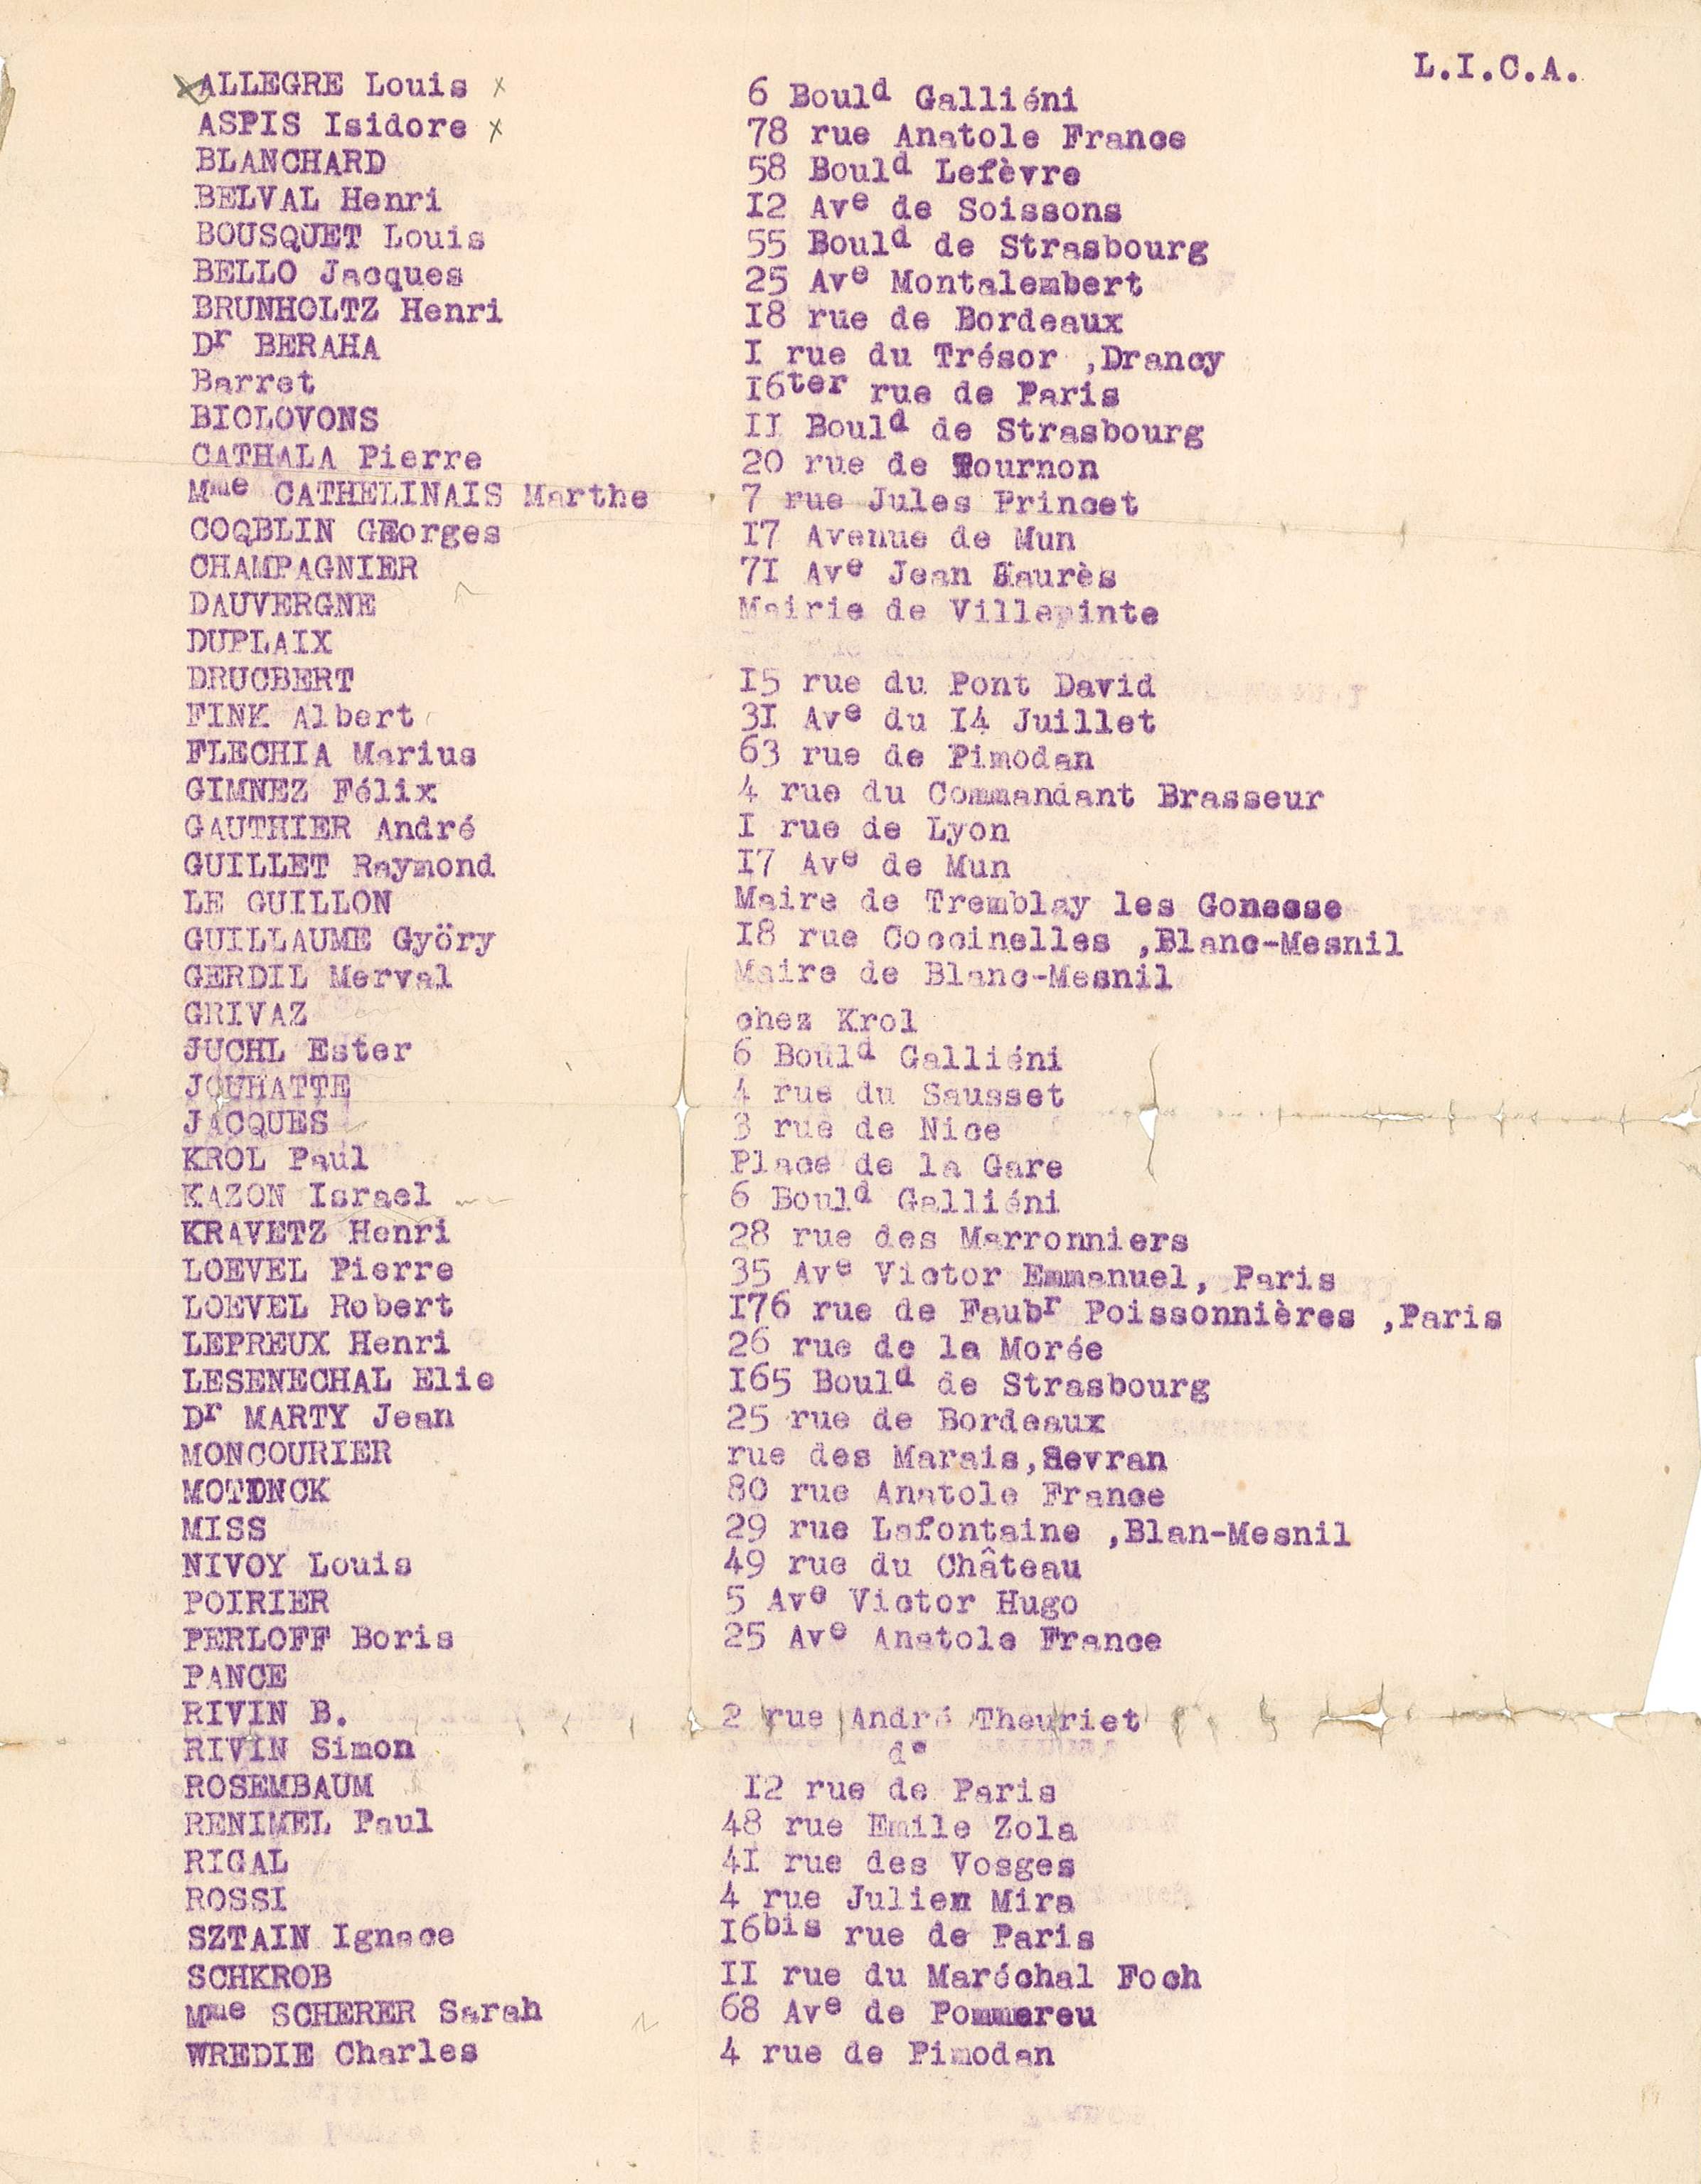 L.I.C.A.
ALLEGRE Louis x 6 Bould Galliéni
ASPIS Isidore x 78 rue Anatole France
BLANCHARD 58 Bould Lefèvre
BELVAL Henri 12 Ave de Soissons
BOUSQUET Louis 55 Bould de Strasbourg
BELLO Jacques 25 Ave Montalembert
BRUNHOLTZ Henri 18 rue de Bordeaux
Dr BERAHA I rue du Trésor ,Drancy
Barret 16ter rue de Paris
BIOLOVONS II Bould de Strasbourg
CATHALA Pierre 20 rue de Tournon
Mme CATHELINAIS Marthe 7 rue Jules Princet
COQBLIN GEorges 17 Avenue de Mun
CHAMPAGNIER 71 Ave Jean Jaurès
DAUVERGNE Mairie de Villepinte
DUPLAIX
DRUCBERT 15 rue du Pont David
FINK Albert 31 Ave du 14 Juillet
FLECHIA Marius 63 rue de Pimodan
GIMNEZ Félix 4 rue du Commandant Brasseur
GAUTHIER André I rue de Lyon
GUILLET Raymond 17 Ave de Mun
LE GUILLON Maire de Tremblay les Gonesse
GUILLAUME Györy 18 rue Coccinelles ,Blanc-Mesnil
GERDIL Merval Maire de Blanc-Mesnil
GRIVAZ chez Krol
JUCHL Ester 6 Bould Galliéni
JOUHATTE 4 rue du Sausset
JACQUES 3 rue de Nice
KROL Paul Place de la Gare
KAZON Israel 6 Bould Galliéni
KRAVETZ Henri 28 rue des Marronniers
LOEVEL Pierre 35 Ave Victor Emmanuel, Paris
LOEVEL Robert 176 rue de Faubr Poissonnières ,Paris
LEPREUX Henri 26 rue de la Morée
LESENECHAL Elie 165 Bould de Strasbourg
Dr MARTY Jean 25 rue de Bordeaux
MONCOURIER rue des Marais,Sevran
80 rue Anatole France
MISS 29 rue Lafontaine ,Blan-Mesnil
NIVOY Louis 49 rue du Château
POIRIER 5 Ave Victor Hugo
PERLOFF Boris 25 Ave Anatole France
PANCE
RIVIN B. 2 rue André Theuriet
RIVIN Simon d°
ROSEMBAUM 12 rue de Paris
RENIMEL Paul 48 rue Emile Zola
RIGAL 41 rue des Vosges
ROSSI 4 rue Julien Mira
SZTAIN Ignace 16bis rue de Paris
SCHKROB II rue du Maréchal Foch
Mme SCHERER Sarah 68 Ave de Pommereu
WREDIE Charles 4 rue de Pimodan